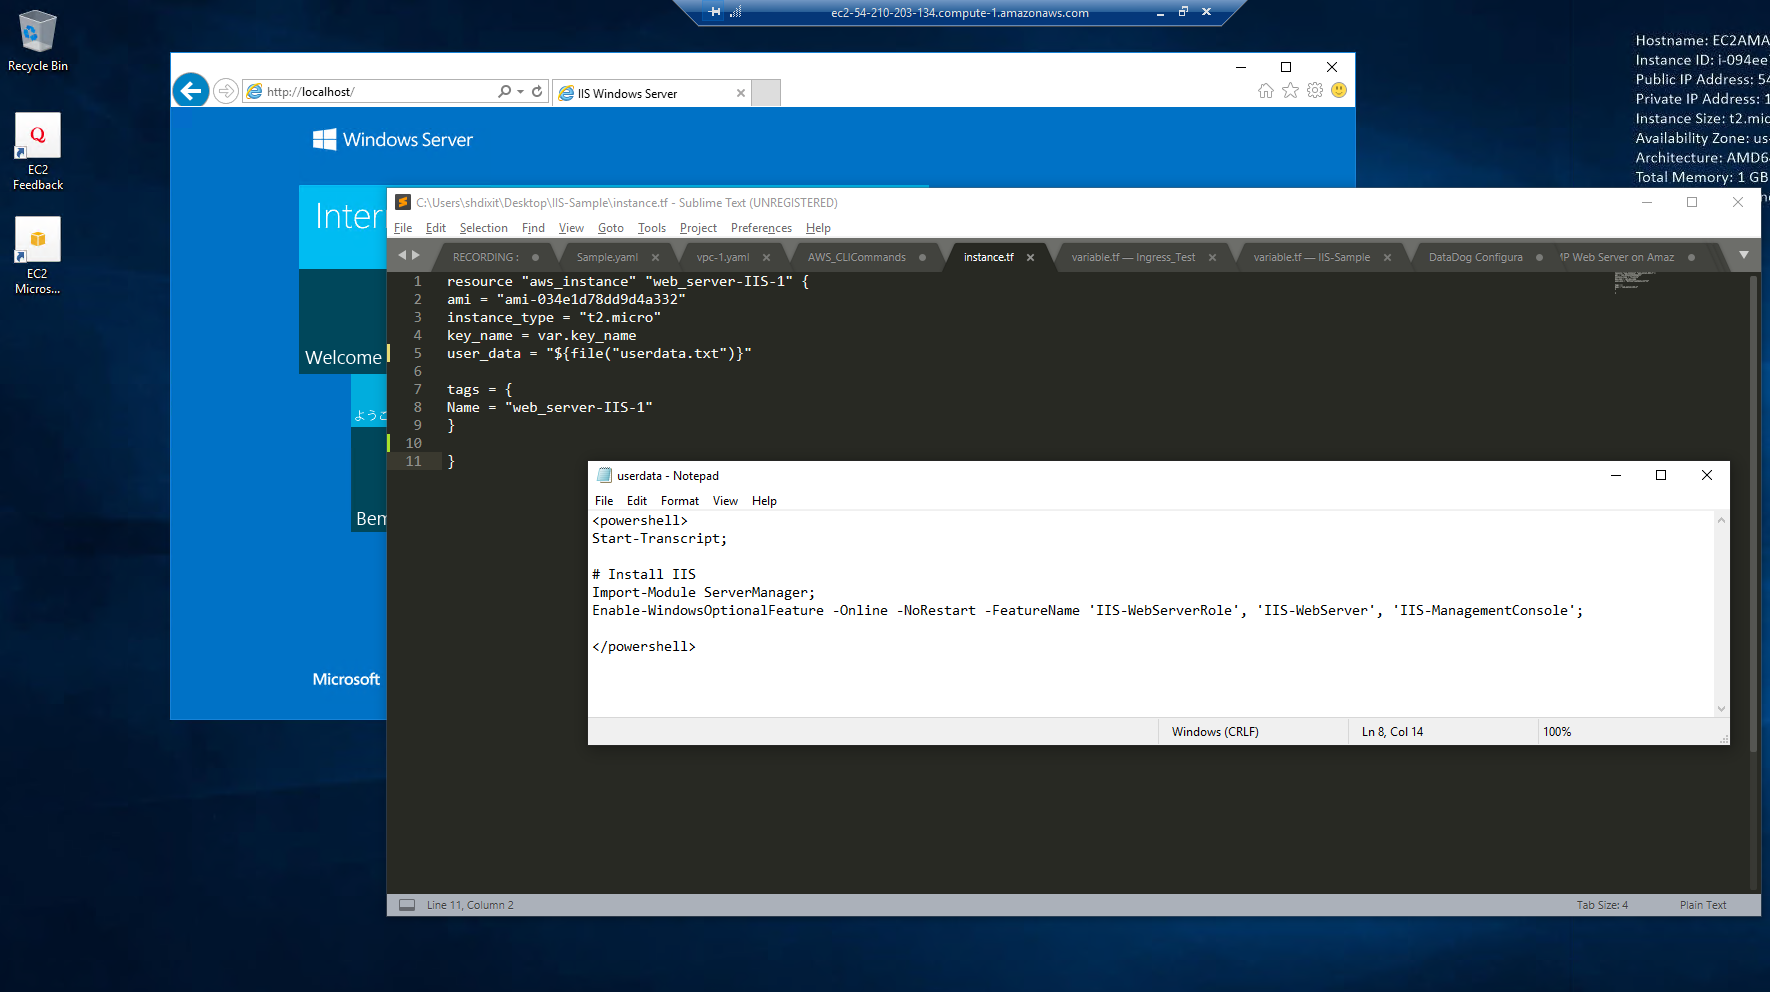 ec2-54-210-203-134.compute-1.amazonaws.com
Recycle Bin
EC2
Feedback
EC2
Micros...
Hostname: EC2AMA
Instance ID: i-094ee
Public IP Address: 54
Private IP Address: 1
Instance Size: t2.mic
Availability Zone: us-
Architecture: AMD64
Total Memory: 1 GB
http://localhost/
IIS Windows Server
Windows Server
Inter
Welcome
ようこ
Bem
Microsoft
C:\Users\shdixit\Desktop\IIS-Sample\instance.tf - Sublime Text (UNREGISTERED)
File Edit Selection Find View Goto Tools Project Preferences Help
RECORDING : Sample.yaml vpc-1.yaml AWS_CLICommands instance.tf variable.tf — Ingress_Test variable.tf — IIS-Sample DataDog Configura MP Web Server on Amaz
1 resource "aws_instance" "web_server-IIS-1" {
2 ami = "ami-034e1d78dd9d4a332"
3 instance_type = "t2.micro"
4 key_name = var.key_name
5 user_data = "${file("userdata.txt")}"
6
7 tags = {
8 Name = "web_server-IIS-1"
9 }
10
11 }
userdata - Notepad
File Edit Format View Help
<powershell>
Start-Transcript;
# Install IIS
Import-Module ServerManager;
Enable-WindowsOptionalFeature -Online -NoRestart -FeatureName 'IIS-WebServerRole', 'IIS-WebServer', 'IIS-ManagementConsole';
</powershell>
Windows (CRLF) Ln 8, Col 14 100%
Line 11, Column 2 Tab Size: 4 Plain Text